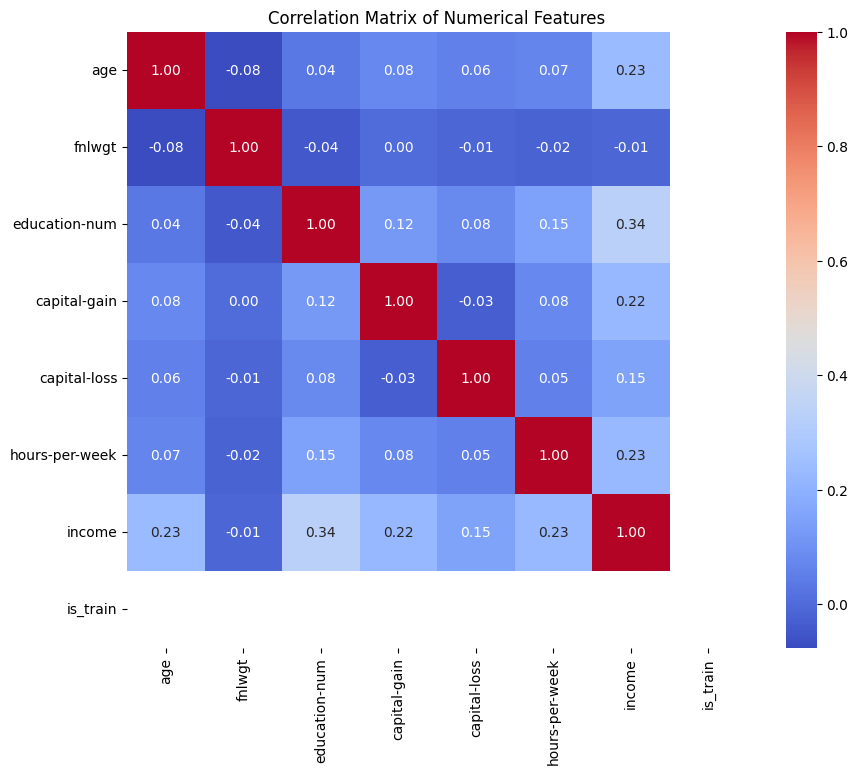 Correlation Matrix of Numerical Features
age 1.00 -0.08 0.04 0.08 0.06 0.07 0.23
fnlwgt -0.08 1.00 -0.04 0.00 -0.01 -0.02 -0.01
education-num 0.04 -0.04 1.00 0.12 0.08 0.15 0.34
capital-gain 0.08 0.00 0.12 1.00 -0.03 0.08 0.22
capital-loss 0.06 -0.01 0.08 -0.03 1.00 0.05 0.15
hours-per-week 0.07 -0.02 0.15 0.08 0.05 1.00 0.23
income 0.23 -0.01 0.34 0.22 0.15 0.23 1.00
is_train
age
fnlwgt
education-num
capital-gain
capital-loss
hours-per-week
income
is_train
1.0
0.8
0.6
0.4
0.2
0.0